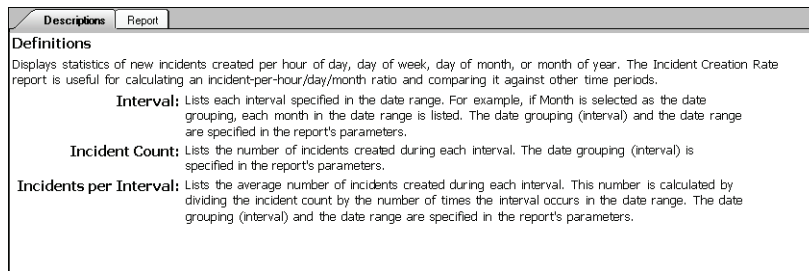 Descriptions Report
Definitions
Displays statistics of new incidents created per hour of day, day of week, day of month, or month of year. The Incident Creation Rate
report is useful for calculating an incident-per-hour/day/month ratio and comparing it against other time periods.
Interval: Lists each interval specified in the date range. For example, if Month is selected as the date
grouping, each month in the date range is listed. The date grouping (interval) and the date range
are specified in the report's parameters.
Incident Count: Lists the number of incidents created during each interval. The date grouping (interval) is
specified in the report's parameters.
Incidents per Interval: Lists the average number of incidents created during each interval. This number is calculated by
dividing the incident count by the number of times the interval occurs in the date range. The date
grouping (interval) and the date range are specified in the report's parameters.